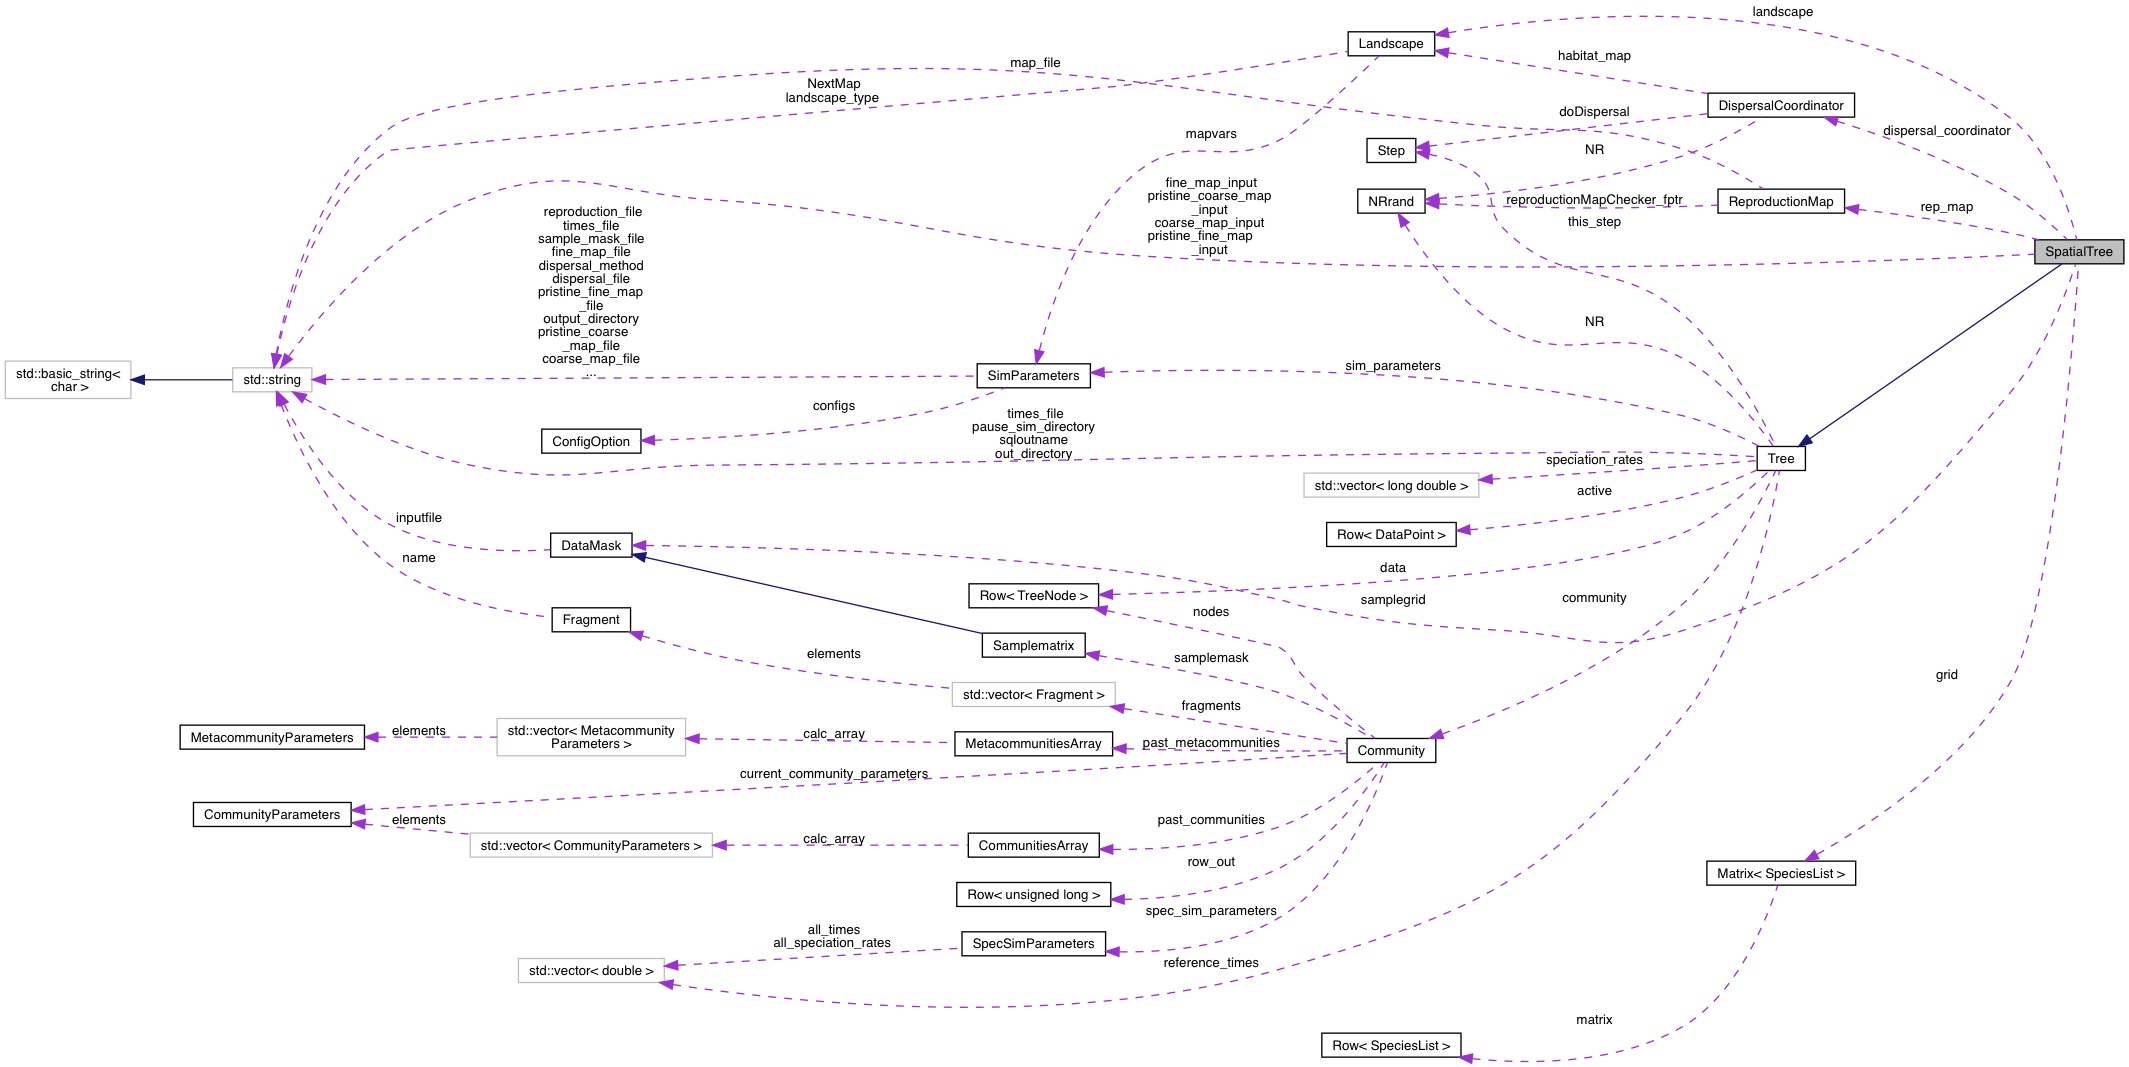 landscape
Landscape
habitat_map
map_file
NextMap
landscape_type
DispersalCoordinator
doDispersal
dispersal_coordinator
mapvars
Step
NR
fine_map_input
pristine_coarse_map
_input
coarse_map_input
pristine_fine_map
_input
NRrand
reproductionMapChecker_fptr
ReproductionMap
rep_map
this_step
reproduction_file
times_file
sample_mask_file
fine_map_file
dispersal_method
dispersal_file
pristine_fine_map
_file
output_directory
pristine_coarse
_map_file
coarse_map_file
...
SpatialTree
NR
std::basic_string<
char >
std::string
SimParameters
sim_parameters
configs
ConfigOption
times_file
pause_sim_directory
sqloutname
out_directory
Tree
speciation_rates
std::vector< long double >
active
Row< DataPoint >
inputfile
name
DataMask
data
Row< TreeNode >
samplegrid
community
nodes
Fragment
Samplematrix
samplemask
elements
std::vector< Fragment >
fragments
grid
MetacommunityParameters
elements
std::vector< Metacommunity
Parameters >
calc_array
MetacommunitiesArray
past_metacommunities
Community
current_community_parameters
CommunityParameters
elements
std::vector< CommunityParameters >
calc_array
CommunitiesArray
past_communities
row_out
Row< unsigned long >
Matrix< SpeciesList >
spec_sim_parameters
all_times
all_speciation_rates
SpecSimParameters
std::vector< double >
reference_times
matrix
Row< SpeciesList >